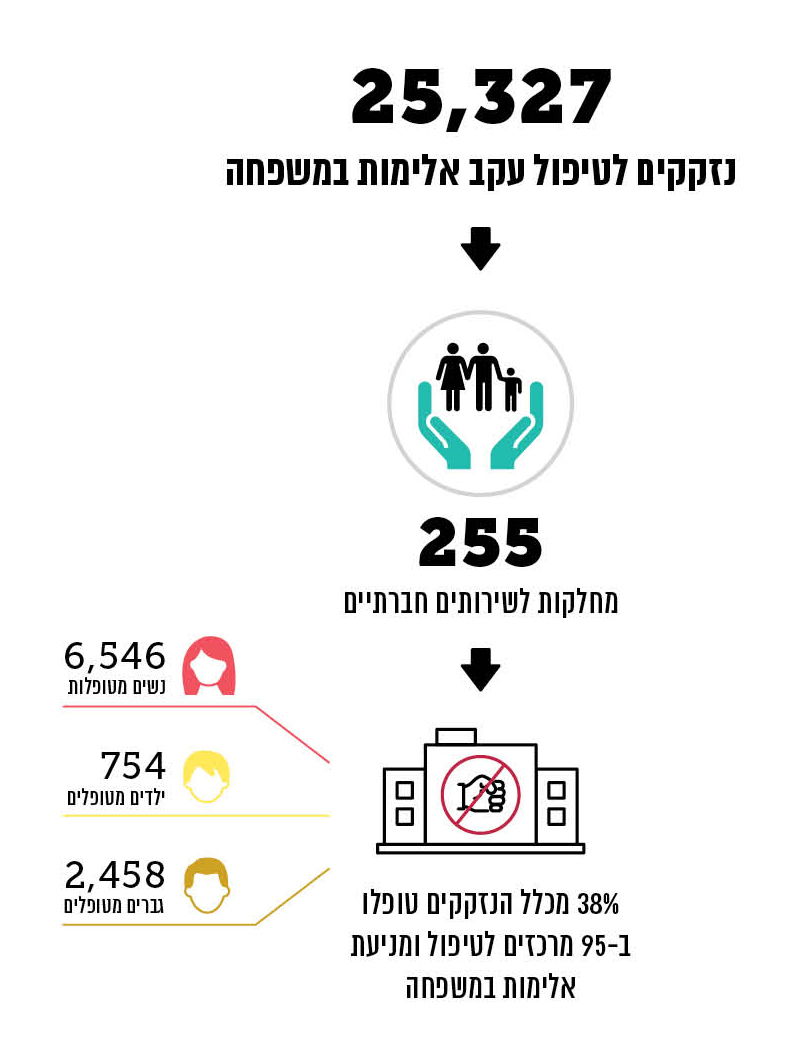 25,327
נזקקים לטיפול עקב אלימות במשפחה
255
מחלקות לשירותים חברתיים
6,546
נשים מטופלות
754
ילדים מטופלים
2,458
גברים מטופלים
38% מכלל הנזקקים טופלו
ב-95 מרכזים לטיפול ומניעת
אלימות במשפחה